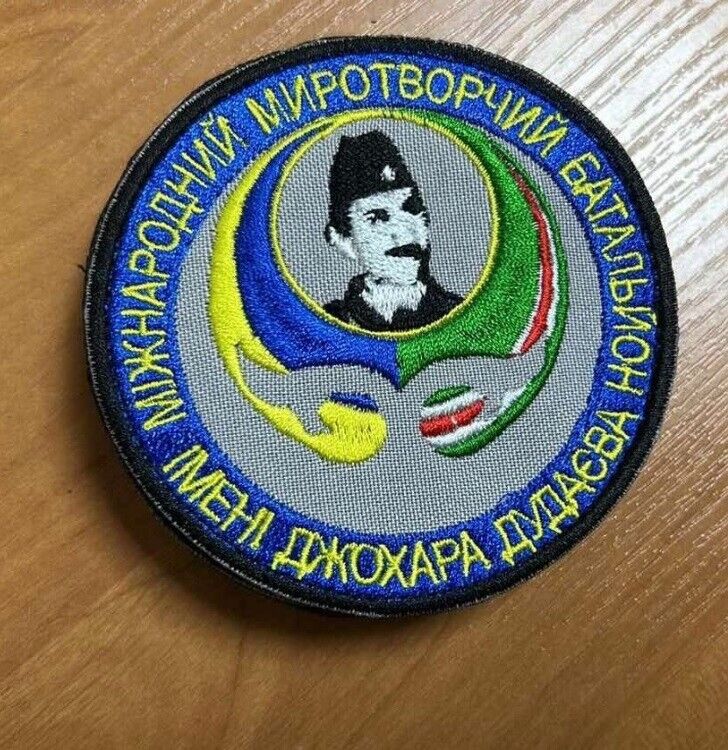 МІЖНАРОДНИЙ МИРОТВОРЧИЙ БАТАЛЬЙОН
ІМЕНІ ДЖОХАРА ДУДАЄВА